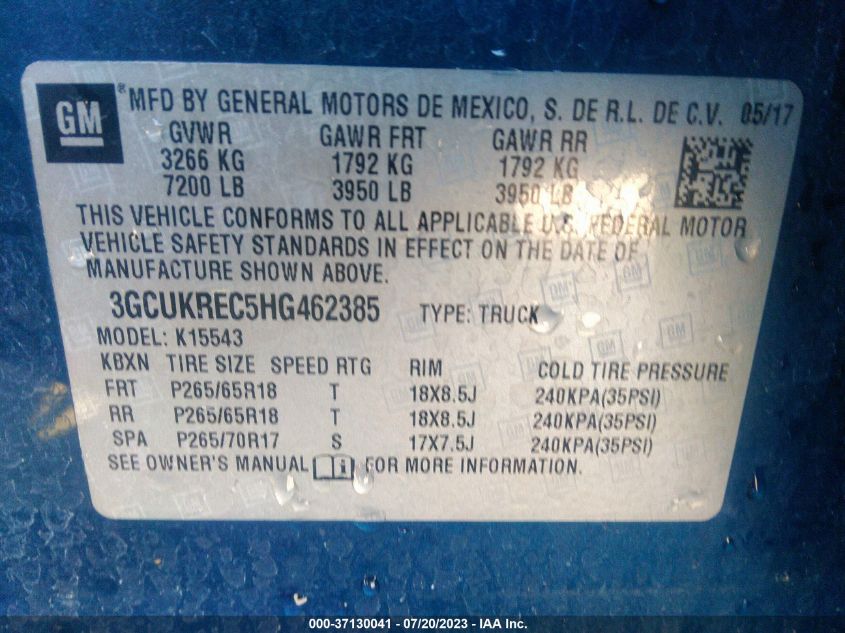 GM
® MFD BY GENERAL MOTORS DE MEXICO, S. DE R.L. DE C.V. 05/17
GVWR GAWR FRT GAWR RR
3266 KG 1792 KG 1792 KG
7200 LB 3950 LB 3950 LB
THIS VEHICLE CONFORMS TO ALL APPLICABLE U.S. FEDERAL MOTOR
VEHICLE SAFETY STANDARDS IN EFFECT ON THE DATE OF
MANUFACTURE SHOWN ABOVE.
3GCUKREC5HG462385 TYPE: TRUCK
MODEL: K15543
KBXN TIRE SIZE SPEED RTG RIM COLD TIRE PRESSURE
FRT P265/65R18 T 18X8.5J 240KPA(35PSI)
RR P265/65R18 T 18X8.5J 240KPA(35PSI)
SPA P265/70R17 S 17X7.5J 240KPA(35PSI)
SEE OWNER'S MANUAL FOR MORE INFORMATION.
000-37130041 - 07/20/2023 - IAA Inc.